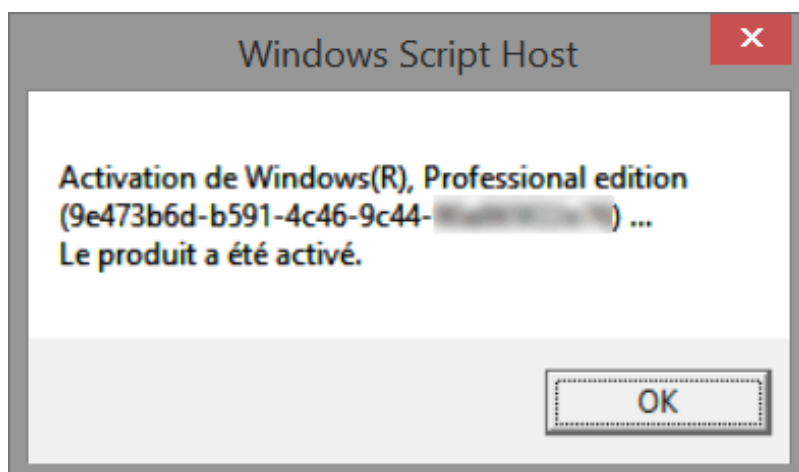 Windows Script Host
Activation de Windows(R), Professional edition
(9e473b6d-b591-4c46-9c44- ) ...
Le produit a été activé.
OK